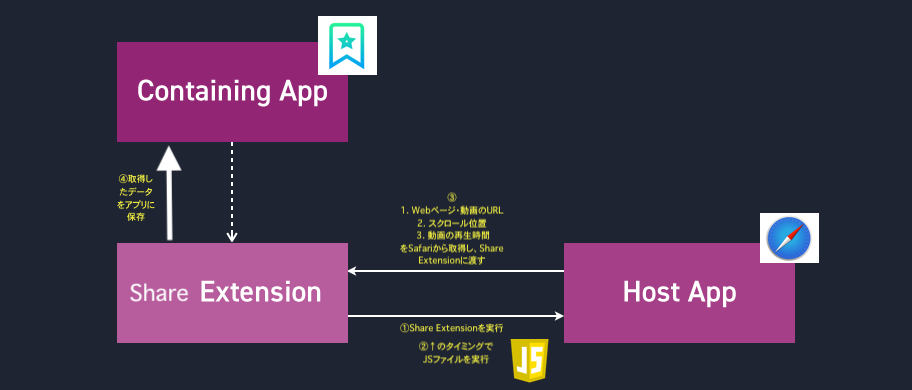 Containing App
④取得し
たデータ
をアプリに
保存
③
1. Webページ・動画のURL
2. スクロール位置
3. 動画の再生時間
をSafariから取得し、Share
Extensionに渡す
Share Extension
Host App
①Share Extensionを実行
②↑のタイミングで
JSファイルを実行
JS